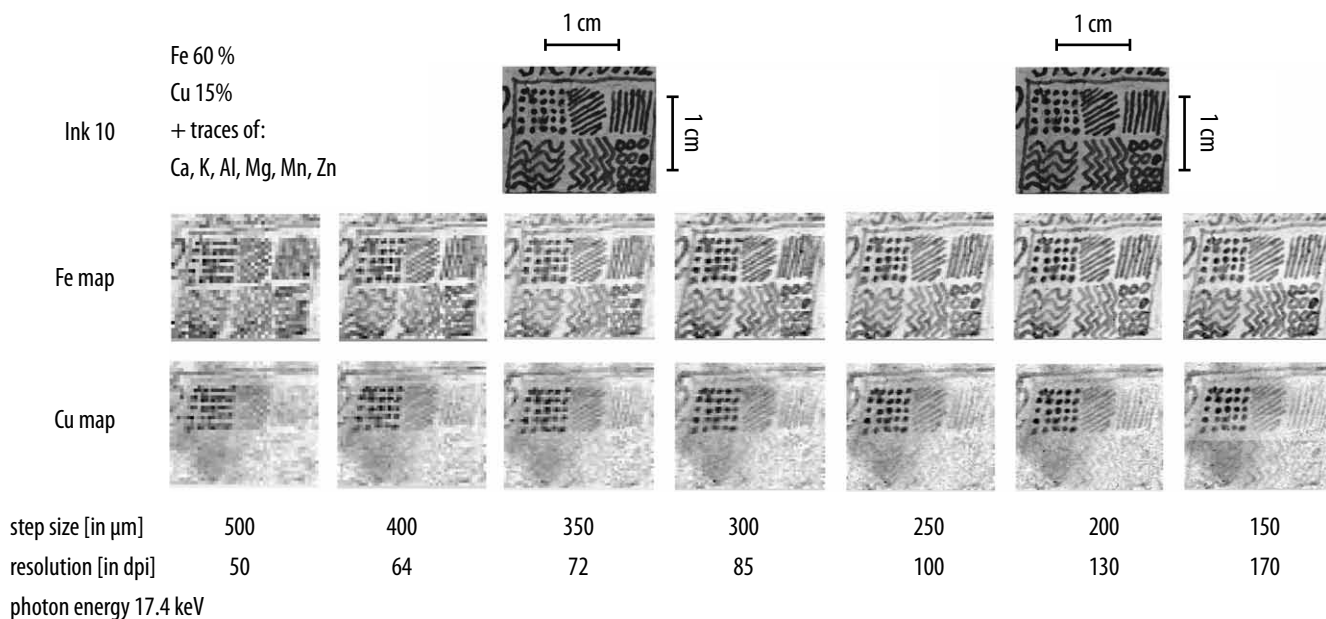 1 cm 1 cm
Fe 60 %
Cu 15%
Ink 10 + traces of: 1 cm 1 cm
Ca, K, Al, Mg, Mn, Zn
Fe map
Cu map
step size [in µm] 500 400 350 300 250 200 150
resolution [in dpi] 50 64 72 85 100 130 170
photon energy 17.4 keV